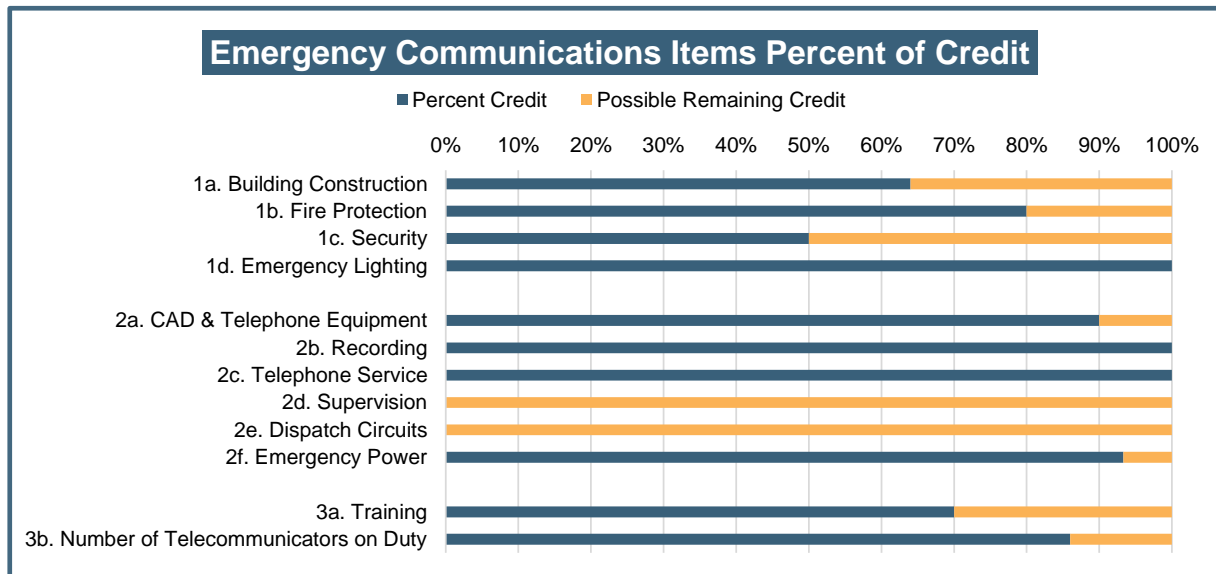 Emergency Communications Items Percent of Credit
Percent Credit Possible Remaining Credit
0% 10% 20% 30% 40% 50% 60% 70% 80% 90% 100%
1a. Building Construction
1b. Fire Protection
1c. Security
1d. Emergency Lighting
2a. CAD & Telephone Equipment
2b. Recording
2c. Telephone Service
2d. Supervision
2e. Dispatch Circuits
2f. Emergency Power
3a. Training
3b. Number of Telecommunicators on Duty